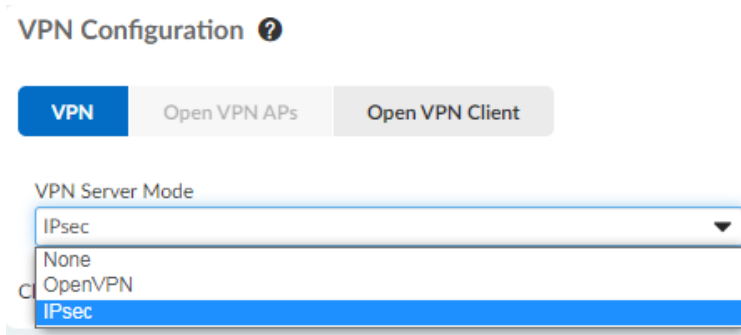 VPN Configuration ?
VPN Open VPN APs Open VPN Client
VPN Server Mode
IPsec
None
OpenVPN
IPsec